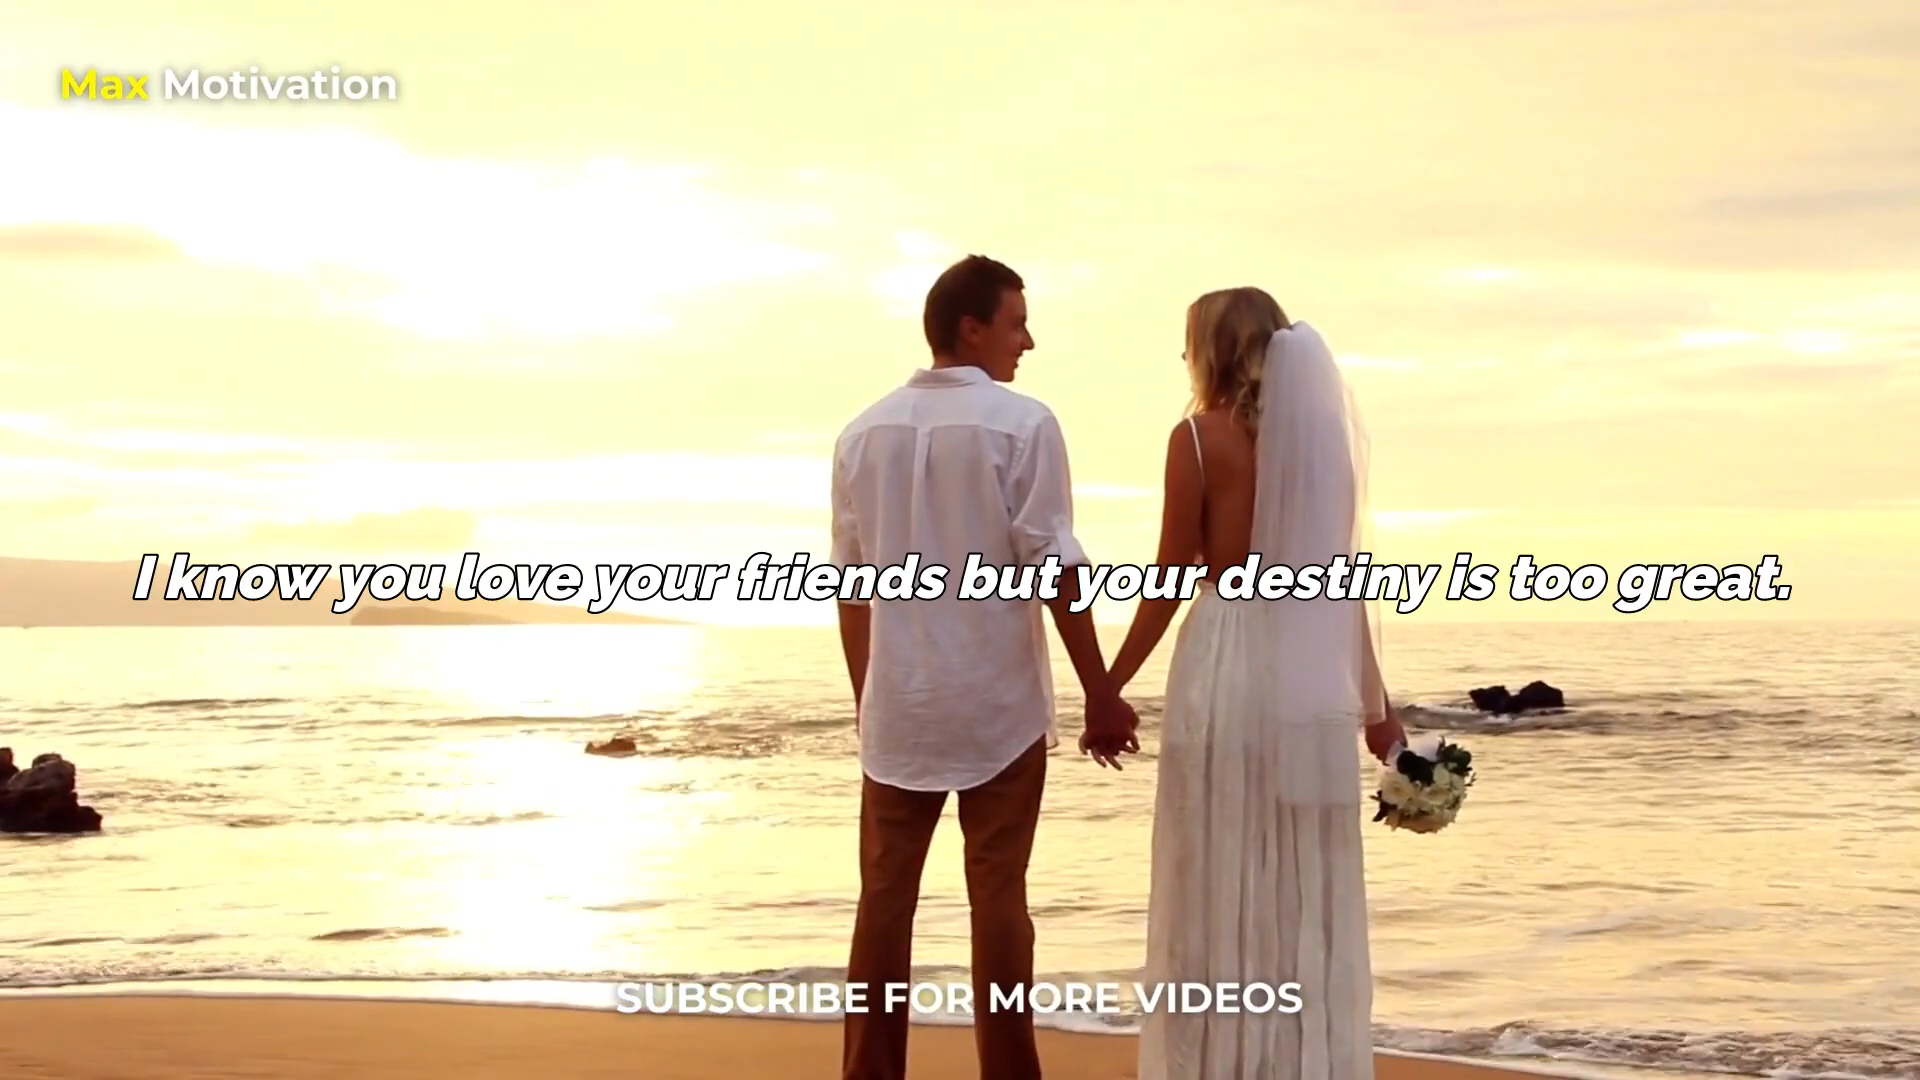 Max Motivation
I know you love your friends but your destiny is too great.
SUBSCRIBE FOR MORE VIDEOS